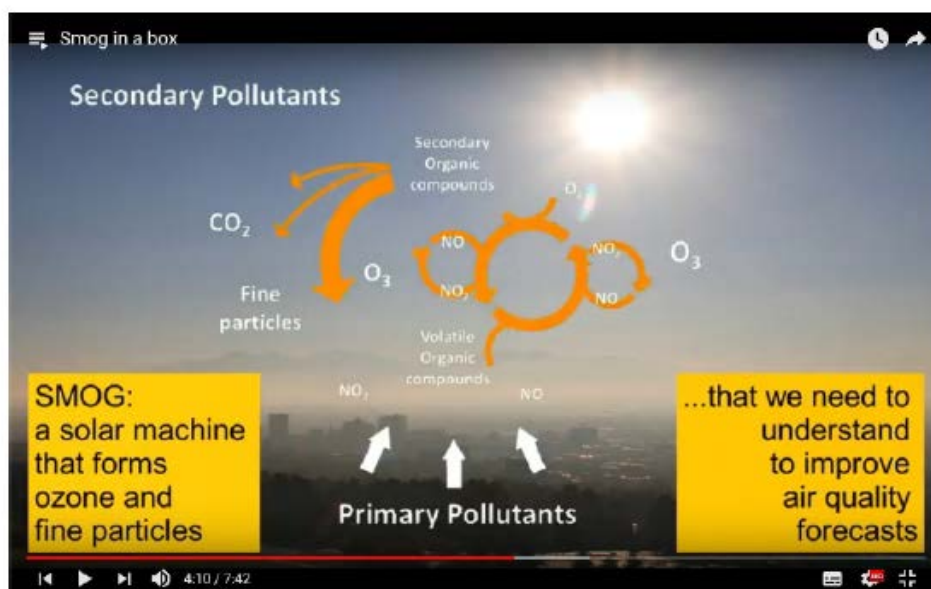 Smog in a box
Secondary Pollutants
Secondary
Organic
compounds
CO₂
Fine
particles
O₃
NO
NO₂
NO₂
NO
O₃
Volatile
Organic
compounds
NO₂
NO
Primary Pollutants
SMOG:
a solar machine
that forms
ozone and
fine particles
...that we need to
understand
to improve
air quality
forecasts
4:10 / 7:42